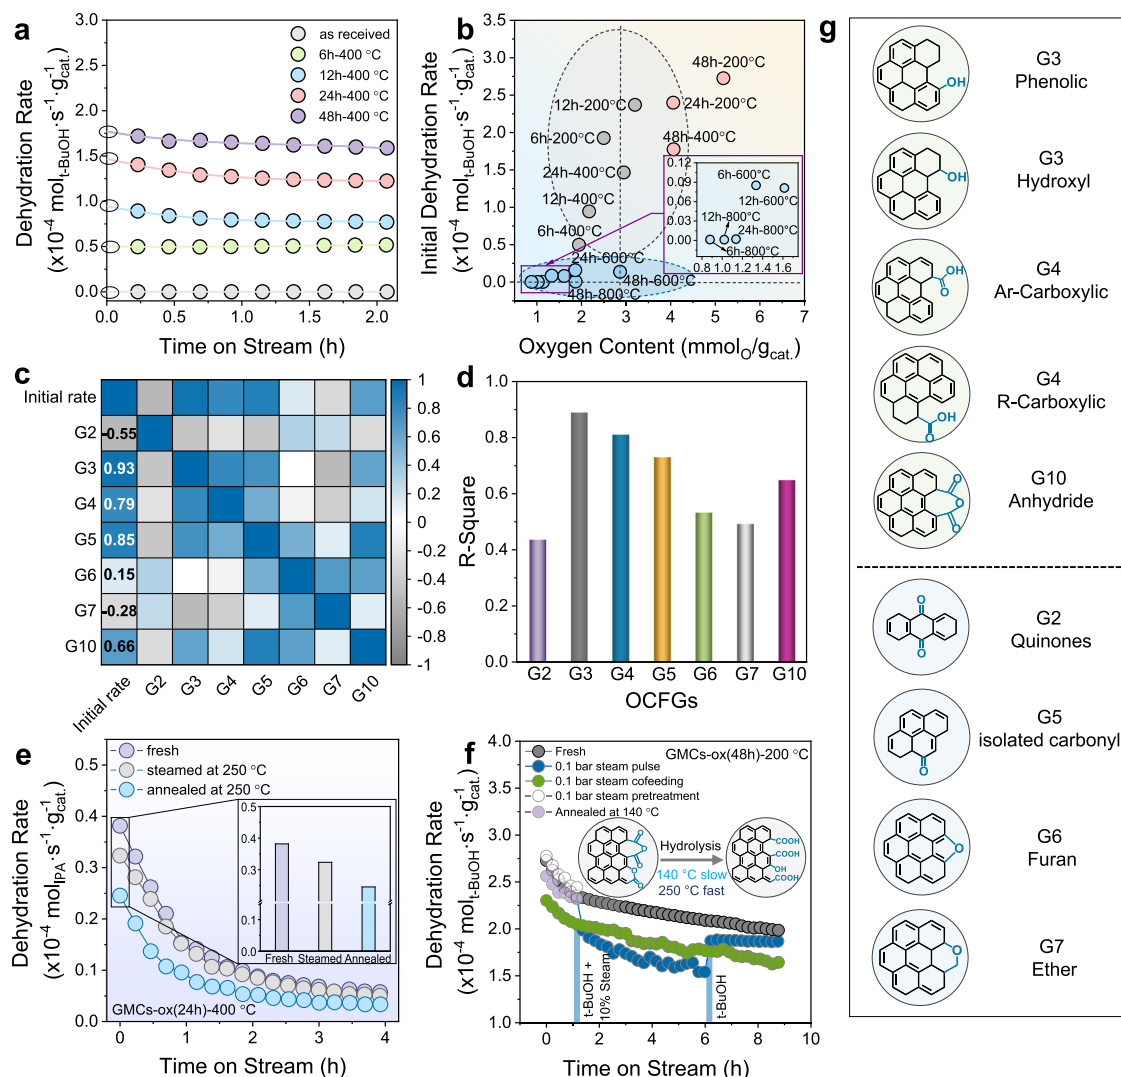 a
Dehydration Rate
(x10⁻⁴ mol_t-BuOH·s⁻¹·g⁻¹_cat.)
as received
6h-400 °C
12h-400 °C
24h-400 °C
48h-400 °C
3.0
2.5
2.0
1.5
1.0
0.5
0.0
0.0 0.5 1.0 1.5 2.0
Time on Stream (h)
b
Initial Dehydration Rate
(x10⁻⁴ mol_t-BuOH·s⁻¹·g⁻¹_cat.)
3.5
3.0
2.5
2.0
1.5
1.0
0.5
0.0
48h-200°C
12h-200°C
24h-200°C
6h-200°C
48h-400°C
24h-400°C
12h-400°C
6h-400°C
24h-600°C
48h-600°C
48h-800°C
0.12
0.09
0.06
0.03
0.00
6h-600°C
12h-600°C
12h-800°C
24h-800°C
6h-800°C
0.8 1.0 1.2 1.4 1.6
1 2 3 4 5 6 7
Oxygen Content (mmol_O/g_cat.)
c
Initial rate
G2
G3
G4
G5
G6
G7
G10
-0.55
0.93
0.79
0.85
0.15
-0.28
0.66
Initial rate G2 G3 G4 G5 G6 G7 G10
1
0.8
0.6
0.4
0.2
0
-0.2
-0.4
-0.6
-0.8
-1
d
R-Square
1.0
0.8
0.6
0.4
0.2
0.0
G2 G3 G4 G5 G6 G7 G10
OCFGs
e
Dehydration Rate
(x10⁻⁴ mol_IPA·s⁻¹·g⁻¹_cat.)
fresh
steamed at 250 °C
annealed at 250 °C
0.5
0.4
0.3
0.2
0.1
0.0
0.5
0.4
0.3
0.2
0.1
0.0
Fresh Steamed Annealed
GMCs-ox(24h)-400 °C
0 1 2 3 4
Time on Stream (h)
f
Dehydration Rate
(x10⁻⁴ mol_t-BuOH·s⁻¹·g⁻¹_cat.)
Fresh
0.1 bar steam pulse
0.1 bar steam cofeeding
0.1 bar steam pretreatment
Annealed at 140 °C
GMCs-ox(48h)-200 °C
4.0
3.5
3.0
2.5
2.0
1.5
1.0
O
O
O
O
O
Hydrolysis
140 °C slow
250 °C fast
COOH
COOH
OH
COOH
t-BuOH +
10% Steam
t-BuOH
0 2 4 6 8 10
Time on Stream (h)
g
OH
G3
Phenolic
OH
G3
Hydroxyl
OH
O
G4
Ar-Carboxylic
OH
O
G4
R-Carboxylic
O
O
O
G10
Anhydride
O
O
G2
Quinones
O
G5
isolated carbonyl
O
G6
Furan
O
G7
Ether